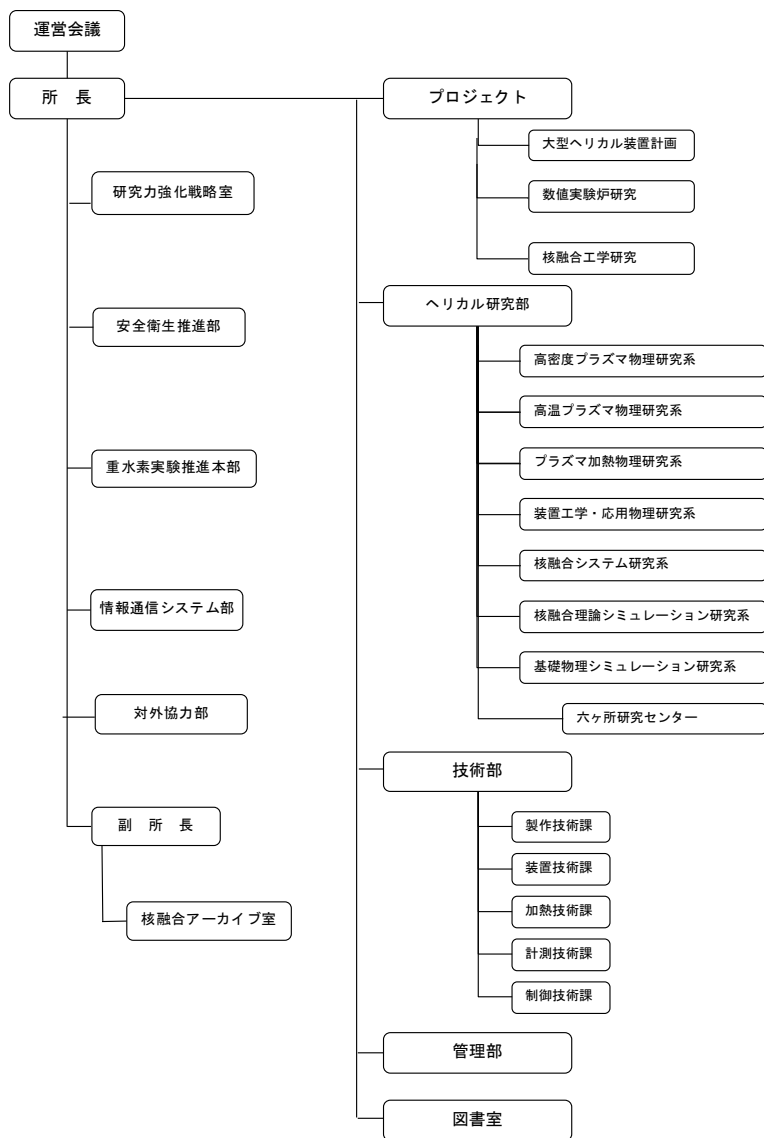 運営会議
所　長
研究力強化戦略室
安全衛生推進部
重水素実験推進本部
情報通信システム部
対外協力部
副　所　長
核融合アーカイブ室
プロジェクト
大型ヘリカル装置計画
数値実験炉研究
核融合工学研究
ヘリカル研究部
高密度プラズマ物理研究系
高温プラズマ物理研究系
プラズマ加熱物理研究系
装置工学・応用物理研究系
核融合システム研究系
核融合理論シミュレーション研究系
基礎物理シミュレーション研究系
六ヶ所研究センター
技術部
製作技術課
装置技術課
加熱技術課
計測技術課
制御技術課
管理部
図書室